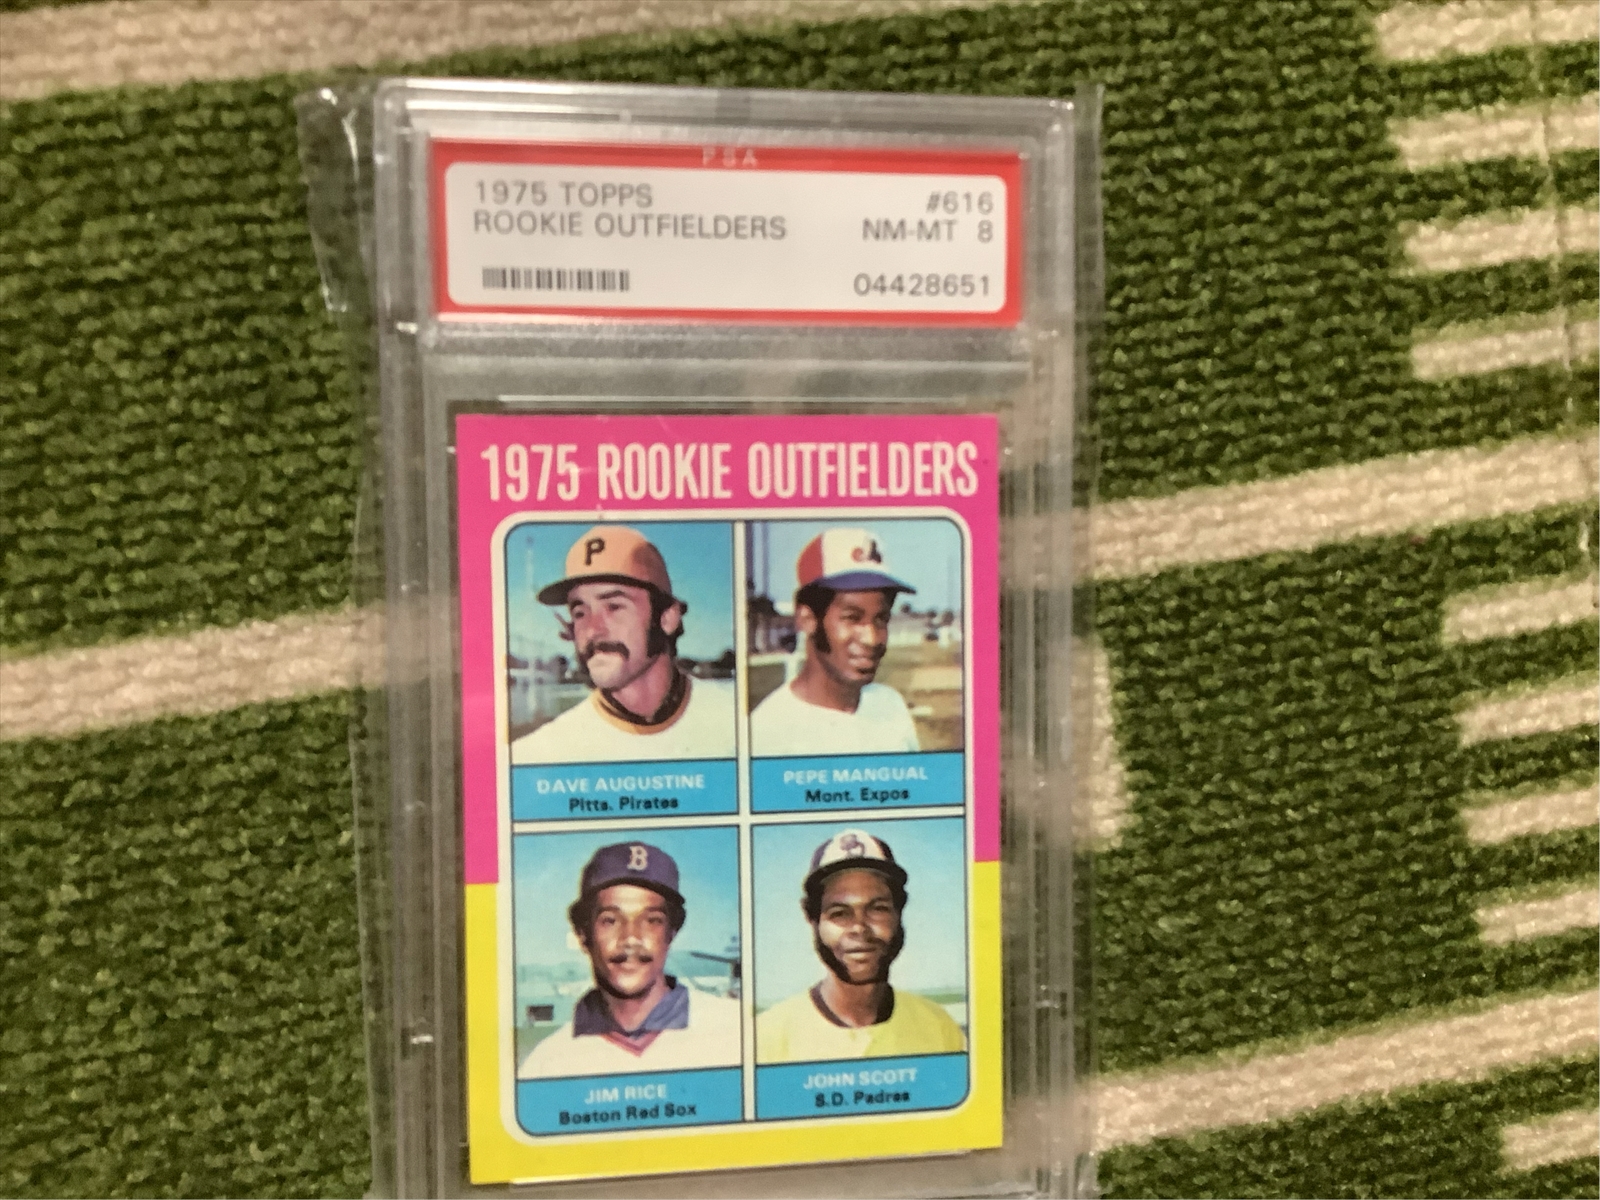 PSA
1975 TOPPS #616
ROOKIE OUTFIELDERS NM-MT 8
04428651
1975 ROOKIE OUTFIELDERS
P
DAVE AUGUSTINE
Pitts. Pirates
PEPE MANGUAL
Mont. Expos
B
JIM RICE
Boston Red Sox
JOHN SCOTT
S.D. Padres